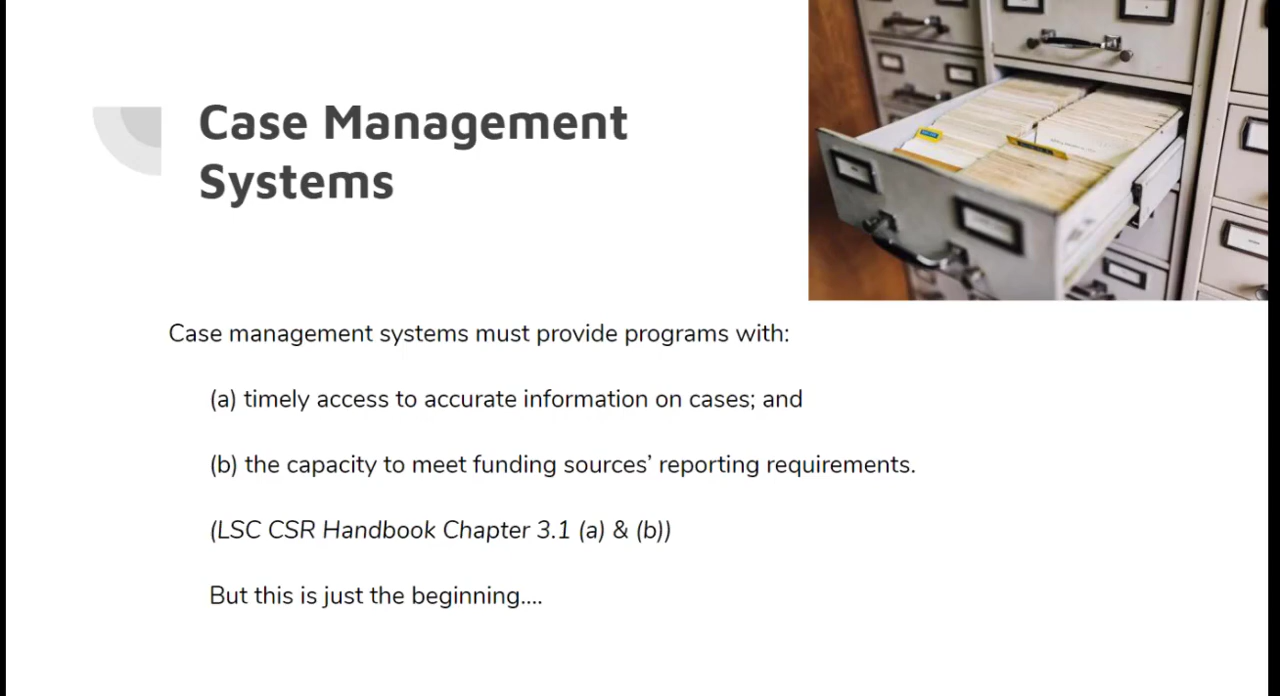 Case Management
Systems
Case management systems must provide programs with:
(a) timely access to accurate information on cases; and
(b) the capacity to meet funding sources’ reporting requirements.
(LSC CSR Handbook Chapter 3.1 (a) & (b))
But this is just the beginning....